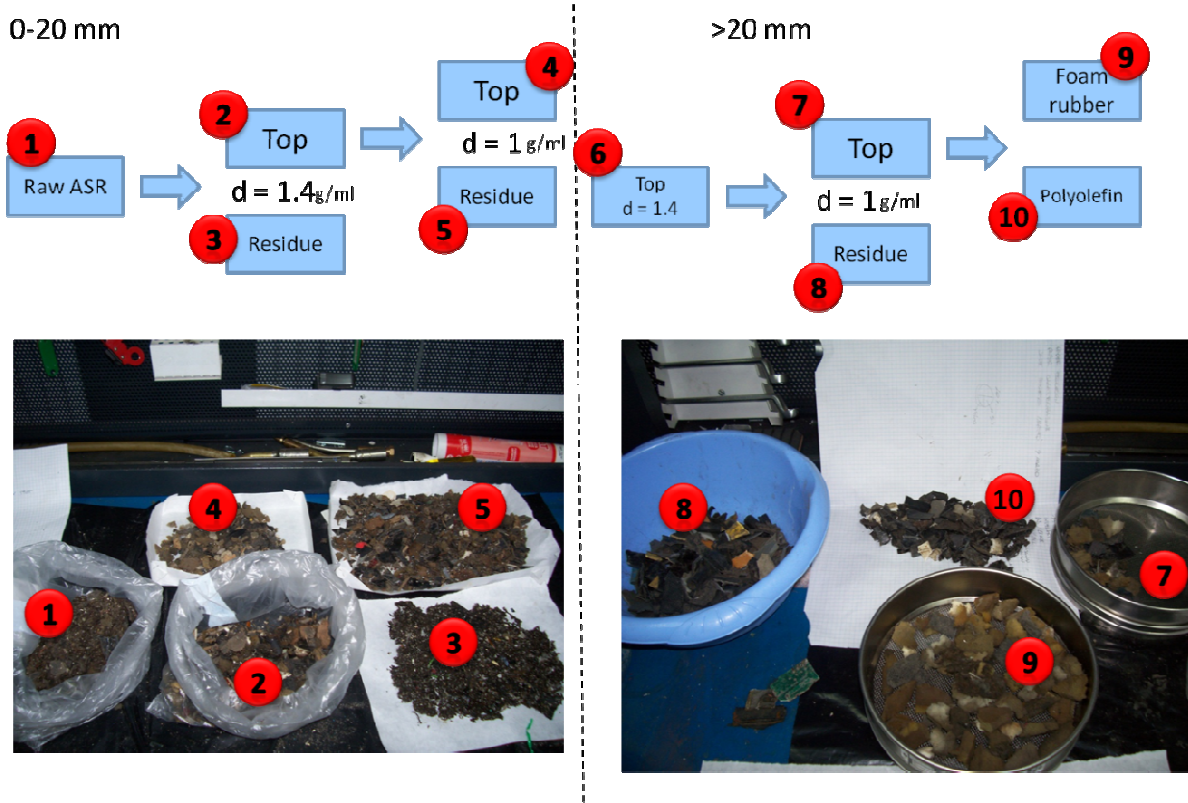 0-20 mm
1
Raw ASR
2
Top
d = 1.4g/ml
3
Residue
4
Top
d = 1g/ml
5
Residue
>20 mm
6
Top
d = 1.4
7
Top
d = 1g/ml
8
Residue
9
Foam
rubber
10
Polyolefin
4
5
1
2
3
8
10
7
9